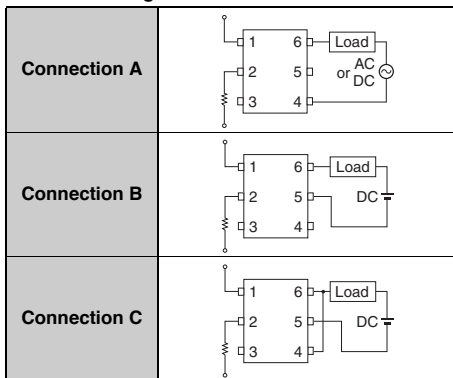 Connection A
1 6 Load
2 5 or AC DC
3 4
Connection B
1 6 Load
2 5 DC
3 4
Connection C
1 6 Load
2 5 DC
3 4